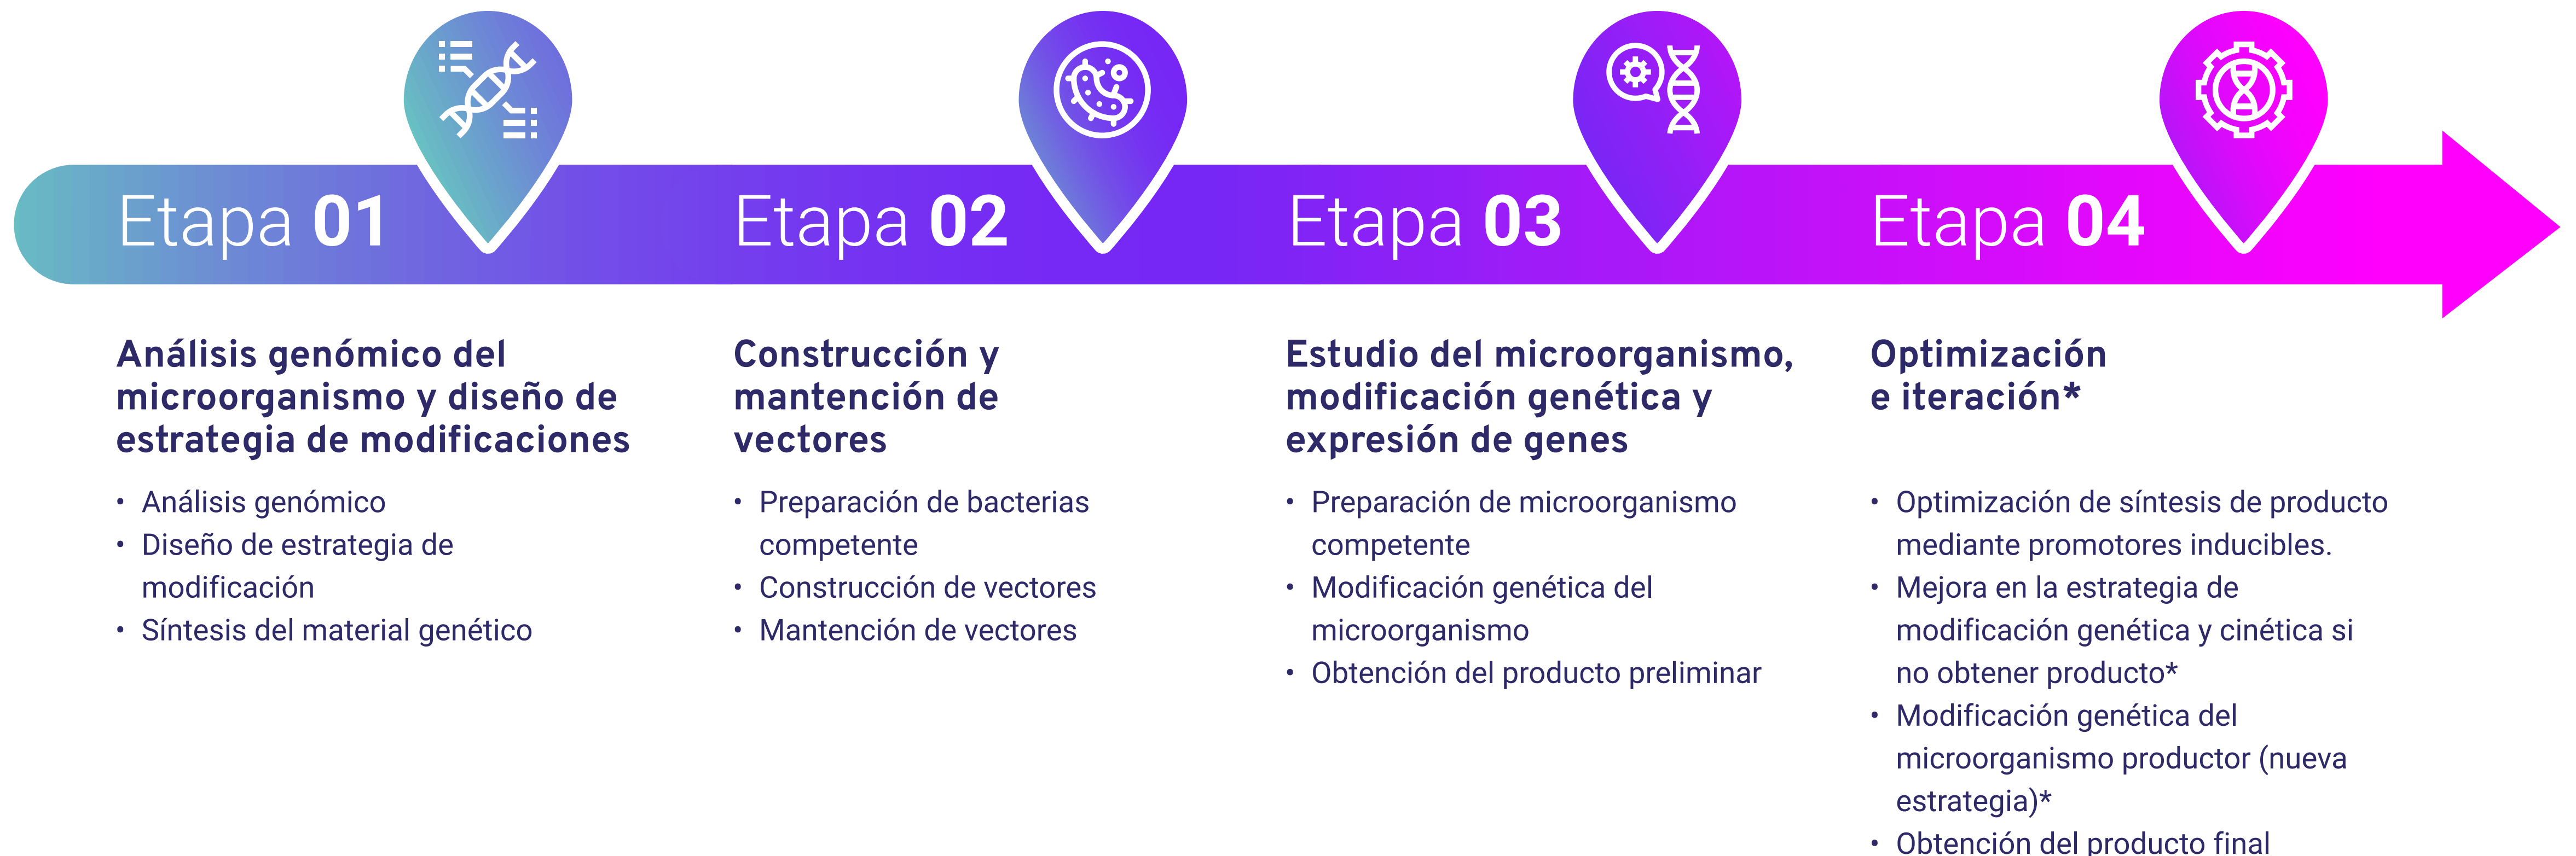 Etapa 01
Etapa 02
Etapa 03
Etapa 04
Análisis genómico del
microorganismo y diseño de
estrategia de modificaciones
• Análisis genómico
• Diseño de estrategia de
modificación
• Síntesis del material genético
Construcción y
mantención de
vectores
• Preparación de bacterias
competente
• Construcción de vectores
• Mantención de vectores
Estudio del microorganismo,
modificación genética y
expresión de genes
• Preparación de microorganismo
competente
• Modificación genética del
microorganismo
• Obtención del producto preliminar
Optimización
e iteración*
• Optimización de síntesis de producto
mediante promotores inducibles.
• Mejora en la estrategia de
modificación genética y cinética si
no obtener producto*
• Modificación genética del
microorganismo productor (nueva
estrategia)*
• Obtención del producto final